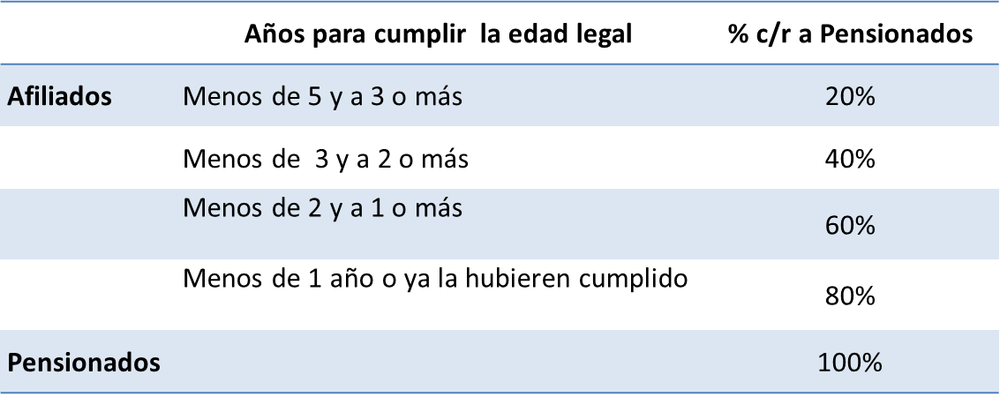 Años para cumplir la edad legal % c/r a Pensionados
Afiliados Menos de 5 y a 3 o más 20%
Menos de 3 y a 2 o más 40%
Menos de 2 y a 1 o más 60%
Menos de 1 año o ya la hubieren cumplido 80%
Pensionados 100%